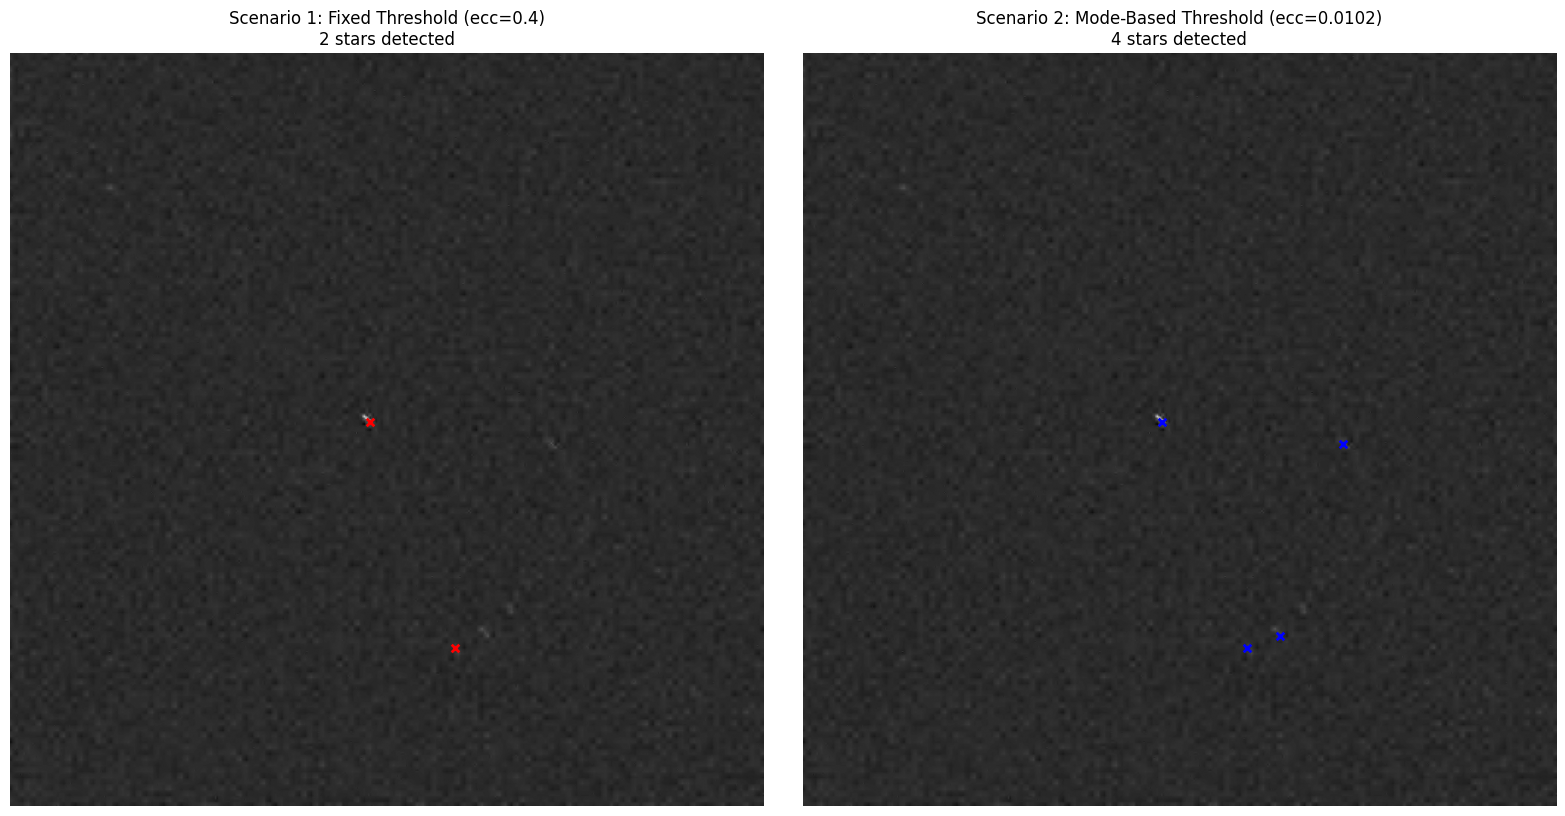 Scenario 1: Fixed Threshold (ecc=0.4)
2 stars detected
Scenario 2: Mode-Based Threshold (ecc=0.0102)
4 stars detected